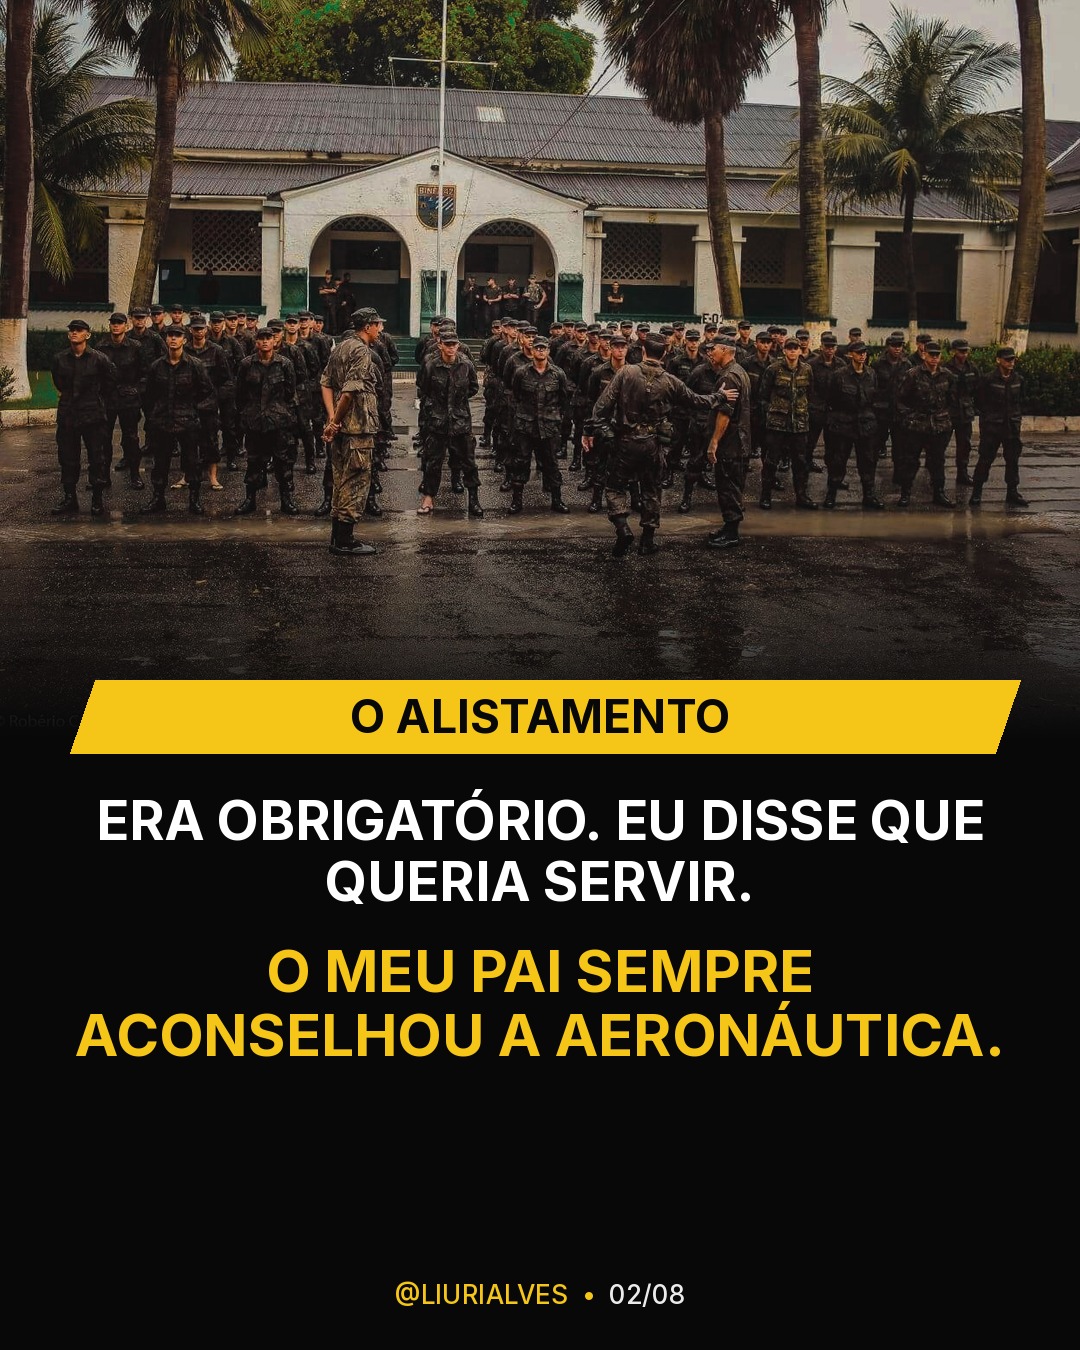 O ALISTAMENTO
ERA OBRIGATÓRIO. EU DISSE QUE
QUERIA SERVIR.
O MEU PAI SEMPRE
ACONSELHOU A AERONÁUTICA.
@LIURIALVES • 02/08